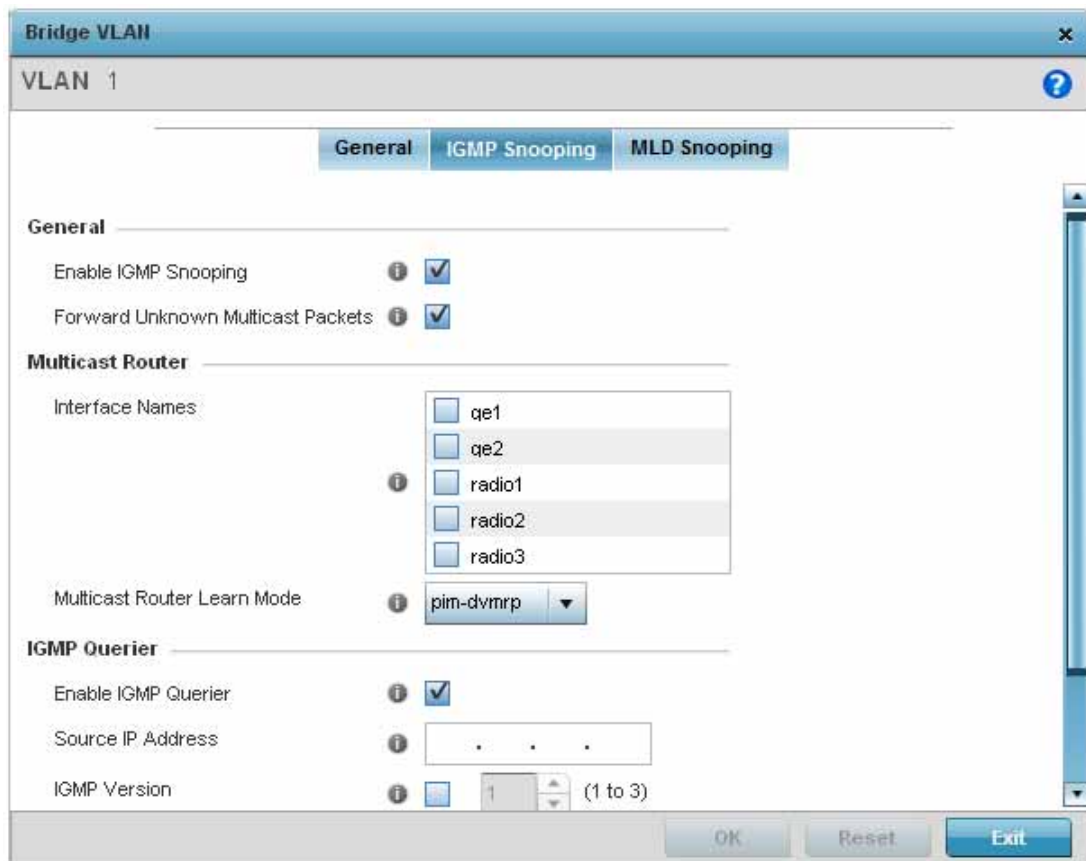 Bridge VLAN
VLAN 1
General IGMP Snooping MLD Snooping
General
Enable IGMP Snooping
Forward Unknown Multicast Packets
Multicast Router
Interface Names
ge1
ge2
radio1
radio2
radio3
Multicast Router Learn Mode pim-dvmrp
IGMP Querier
Enable IGMP Querier
Source IP Address . . .
IGMP Version 1 (1 to 3)
OK Reset Exit